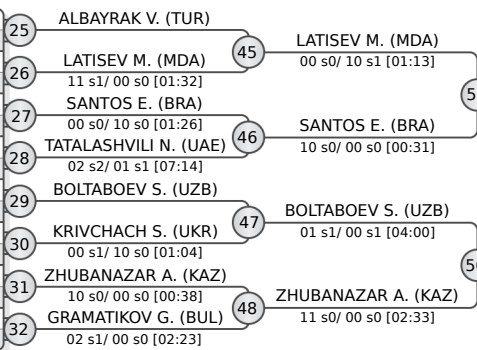 25
ALBAYRAK V. (TUR)
26
LATISEV M. (MDA)
11 s1/ 00 s0 [01:32]
45
LATISEV M. (MDA)
00 s0/ 10 s1 [01:13]
27
SANTOS E. (BRA)
00 s0/ 10 s0 [01:26]
28
TATALASHVILI N. (UAE)
02 s2/ 01 s1 [07:14]
46
SANTOS E. (BRA)
10 s0/ 00 s0 [00:31]
29
BOLTABOEV S. (UZB)
30
KRIVCHACH S. (UKR)
00 s1/ 10 s0 [01:04]
47
BOLTABOEV S. (UZB)
01 s1/ 00 s1 [04:00]
31
ZHUBANAZAR A. (KAZ)
10 s0/ 00 s0 [00:38]
32
GRAMATIKOV G. (BUL)
02 s1/ 00 s0 [02:23]
48
ZHUBANAZAR A. (KAZ)
11 s0/ 00 s0 [02:33]